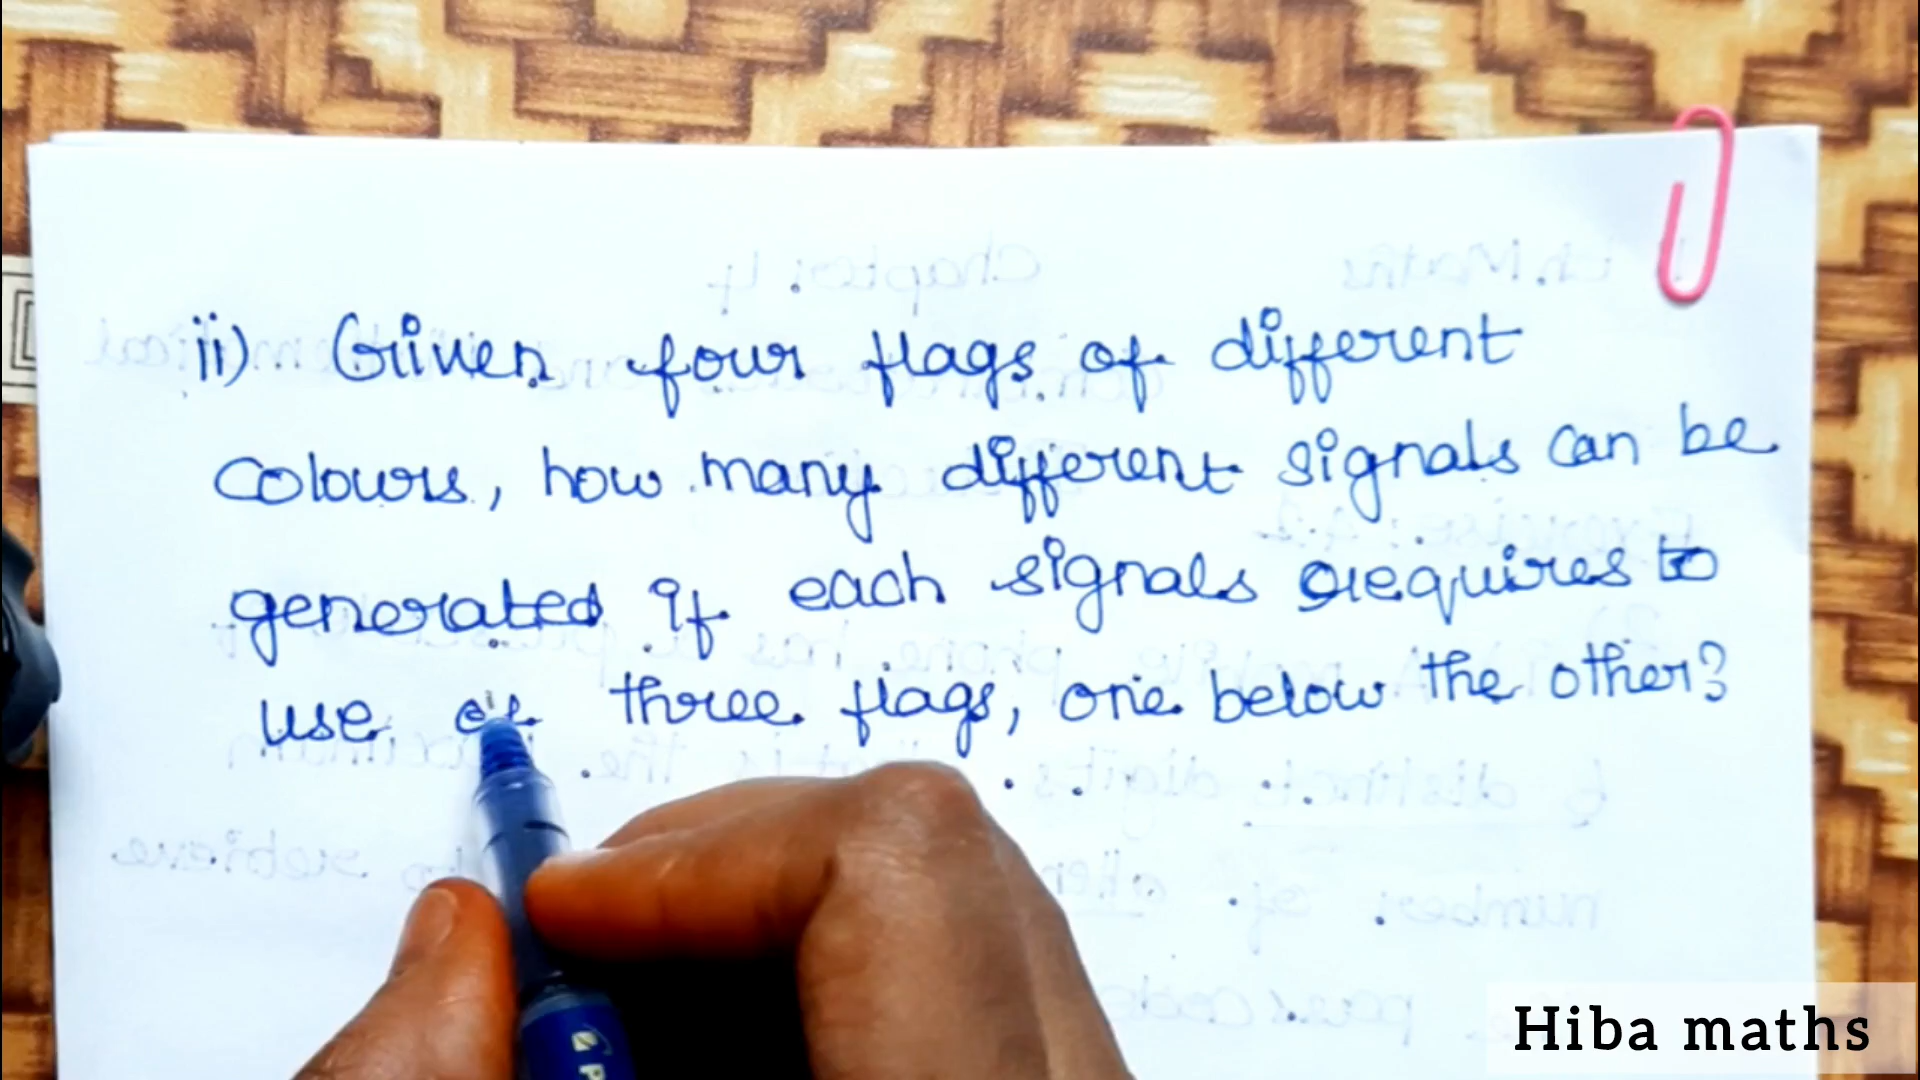 ii) Given four flags of different
Colours, how many different signals can be
generated if each signals requires to
use of three flags, one below the other?
Hiba maths